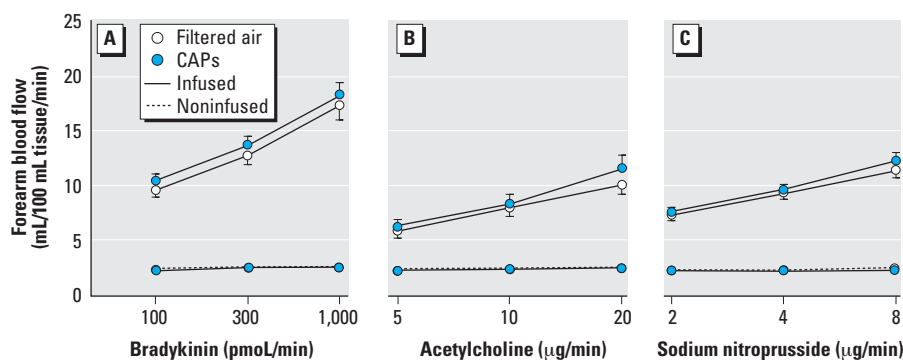 Forearm blood flow
(mL/100 mL tissue/min)
25
20
15
10
5
0
A
Filtered air
CAPs
Infused
Noninfused
100
300
1,000
Bradykinin (pmoL/min)
B
5
10
20
Acetylcholine (μg/min)
C
2
4
8
Sodium nitroprusside (μg/min)